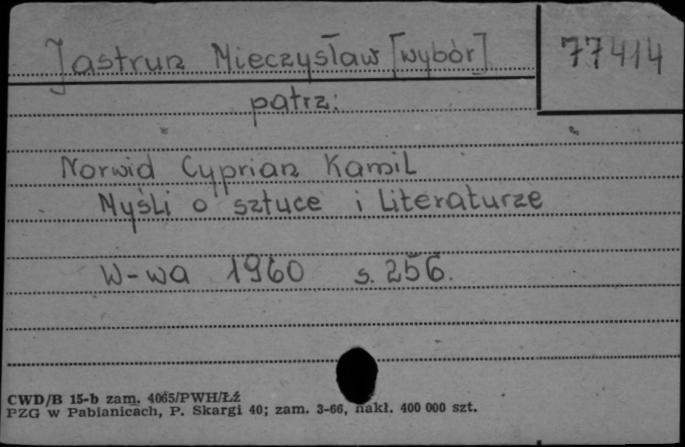 Jastrun Mieczysław [wybór]
77414
patrz:
Norwid Cyprian Kamil
Myśli o sztuce i literaturze
W-wa 1960 s. 256.
CWD/B 15-b zam. 4065/PWH/Łź
PZG w Pabianicach, P. Skargi 40; zam. 3-66, nakł. 400 000 szt.